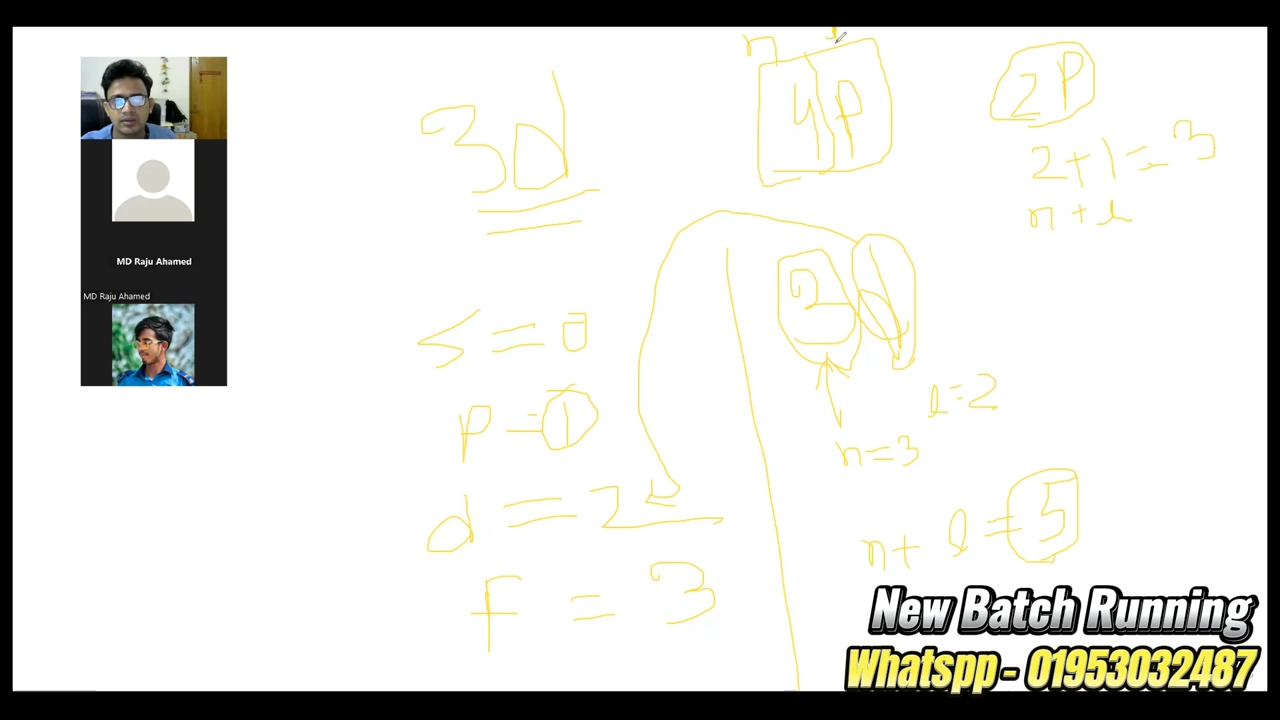 MD Raju Ahamed
MD Raju Ahamed
3d
s = 0
p = 1
d = 2
f = 3
n
4p
2p
2 + 1 = 3
n + l
3d
l = 2
n = 3
n + l = 5
New Batch Running
Whatspp - 01953032487